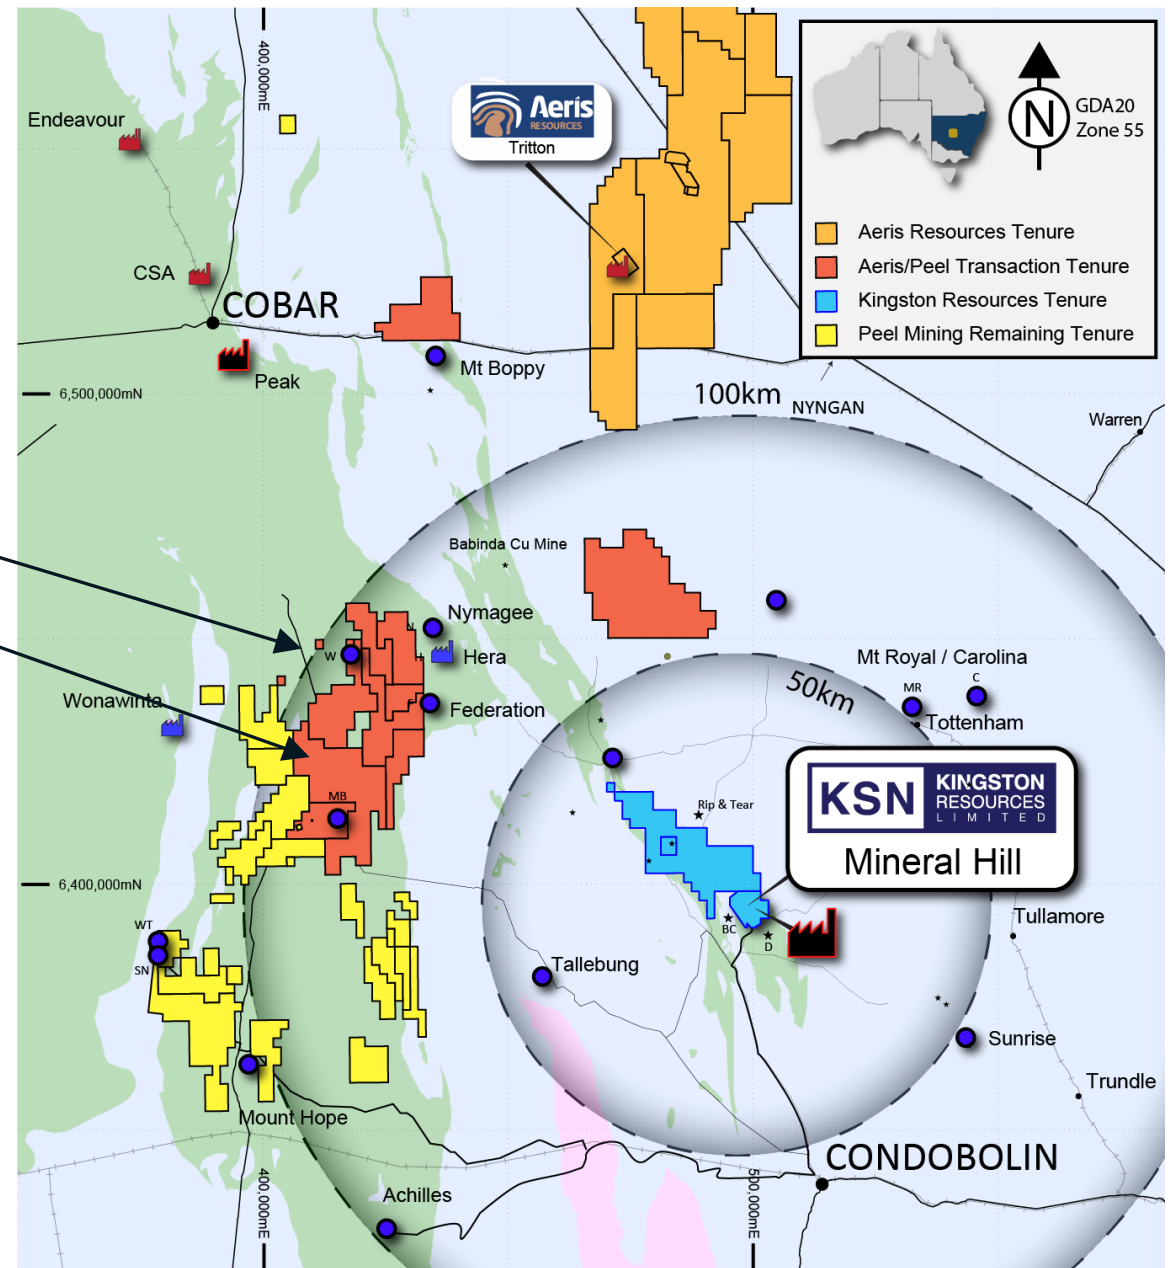 400,000mE
Endeavour
Aeris
RESOURCES
Tritton
N
GDA20
Zone 55
Aeris Resources Tenure
Aeris/Peel Transaction Tenure
Kingston Resources Tenure
Peel Mining Remaining Tenure
CSA
COBAR
Peak
Mt Boppy
6,500,000mN
100km
NYNGAN
Warren
Babinda Cu Mine
Nymagee
N
W
H
Hera
Mt Royal / Carolina
C
MR
Tottenham
50km
Wonawinta
F
Federation
MB
Rip & Tear
KSN
KINGSTON
RESOURCES
LIMITED
Mineral Hill
6,400,000mN
WT
SN
BC
D
Tullamore
Tallebung
Sunrise
Trundle
Mount Hope
CONDOBOLIN
400,000mE
500,000mE
Achilles